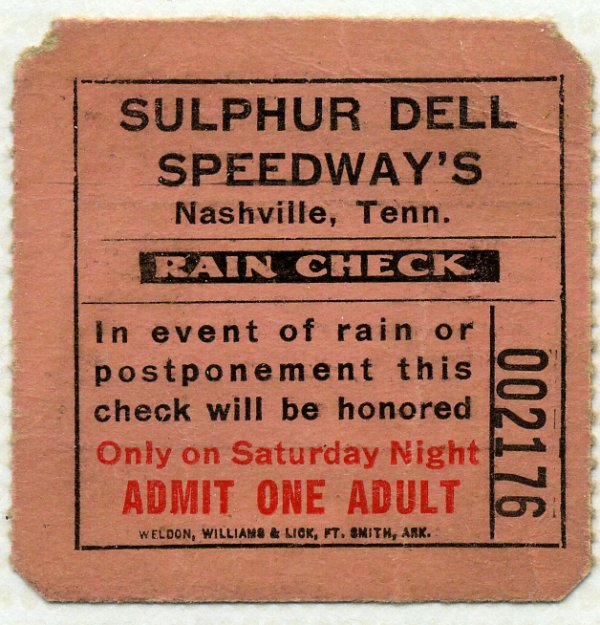 SULPHUR DELL
SPEEDWAY'S
Nashville, Tenn.
RAIN CHECK
In event of rain or
postponement this
check will be honored
Only on Saturday Night
ADMIT ONE ADULT
WELDON, WILLIAMS & LICK, FT. SMITH, ARK.
002176